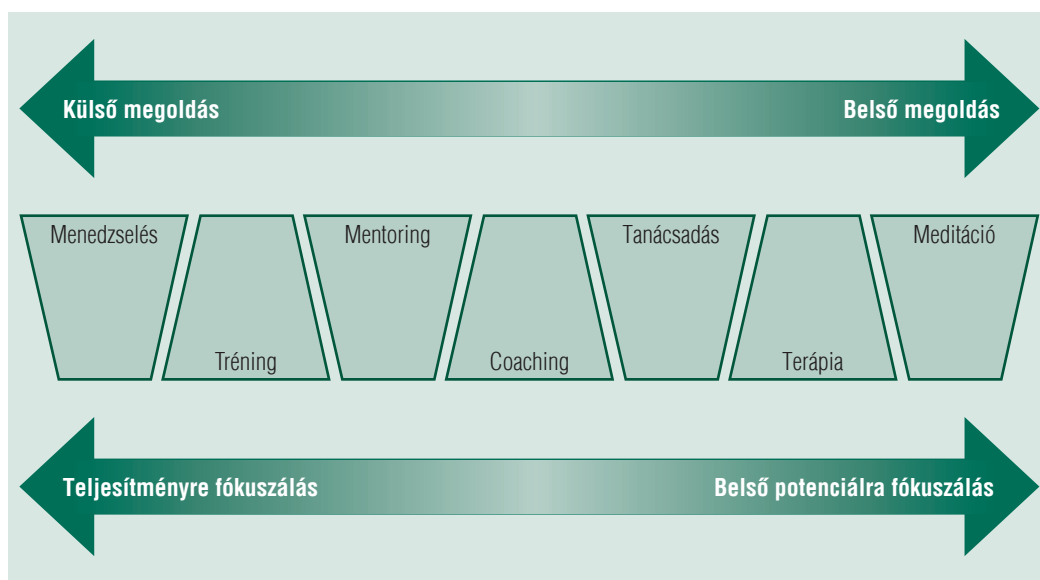 Külső megoldás
Belső megoldás
Menedzselés
Mentoring
Tanácsadás
Meditáció
Tréning
Coaching
Terápia
Teljesítményre fókuszálás
Belső potenciálra fókuszálás